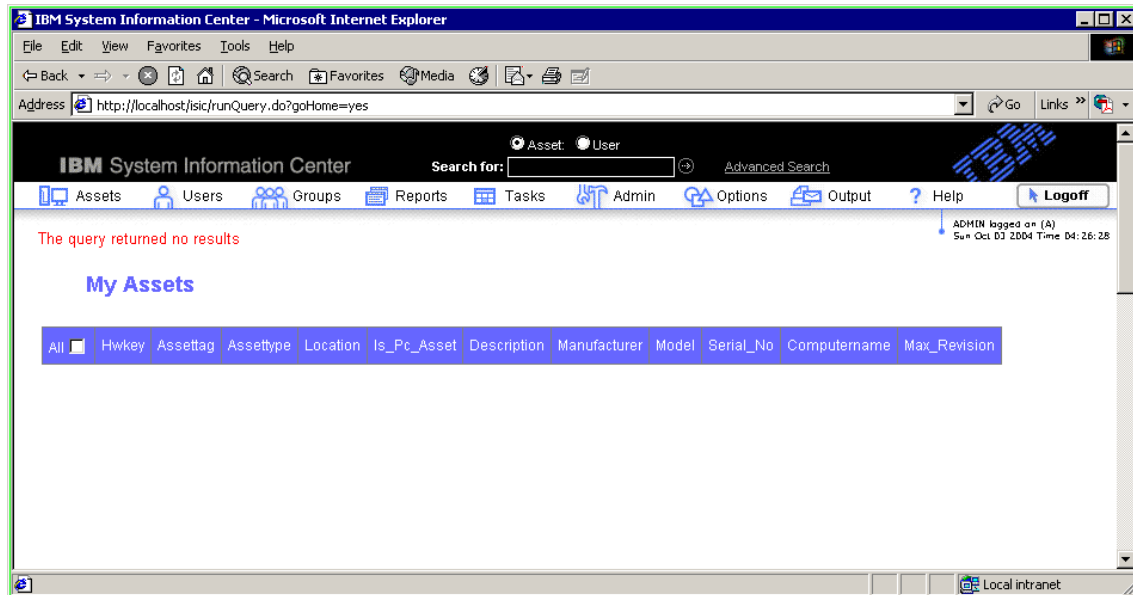 IBM System Information Center - Microsoft Internet Explorer
File Edit View Favorites Tools Help
Back Search Favorites Media
Address http://localhost/isic/runQuery.do?goHome=yes Go Links »
Asset: User
IBM System Information Center Search for: Advanced Search
IBM
Assets Users Groups Reports Tasks Admin Options Output ? Help Logoff
ADMIN logged on (A)
Sun Oct 03 2004 Time 04:26:28
The query returned no results
My Assets
All Hwkey Assettag Assettype Location Is_Pc_Asset Description Manufacturer Model Serial_No Computername Max_Revision
Local intranet